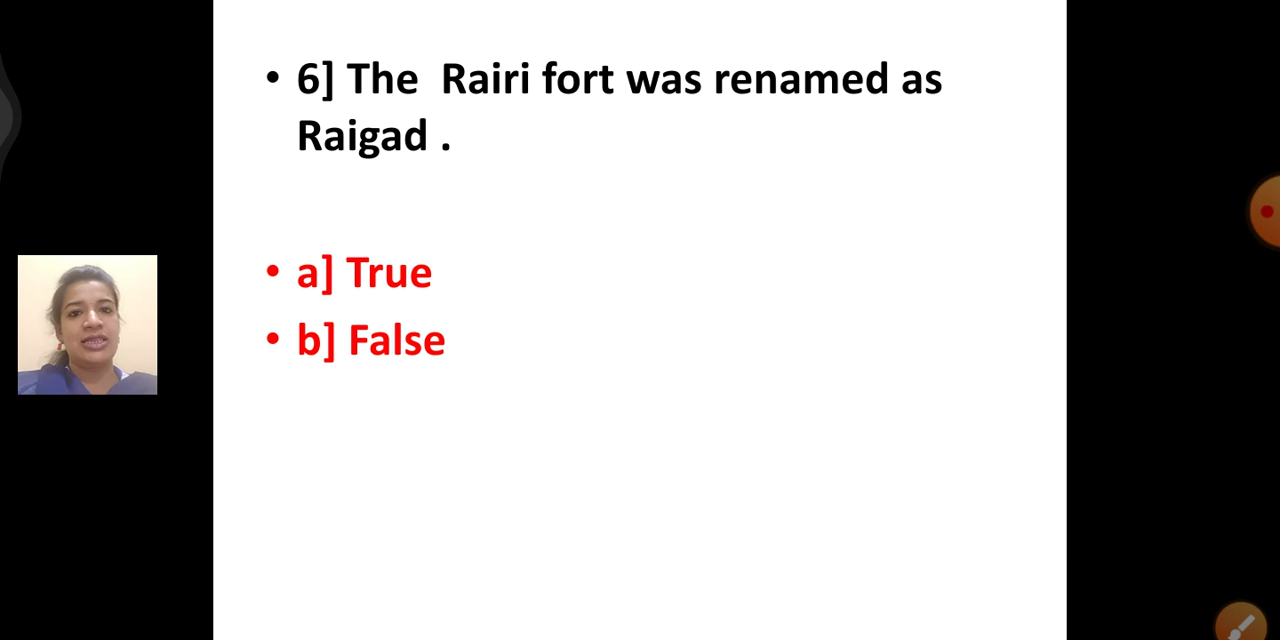 • 6] The Rairi fort was renamed as
Raigad .
• a] True
• b] False